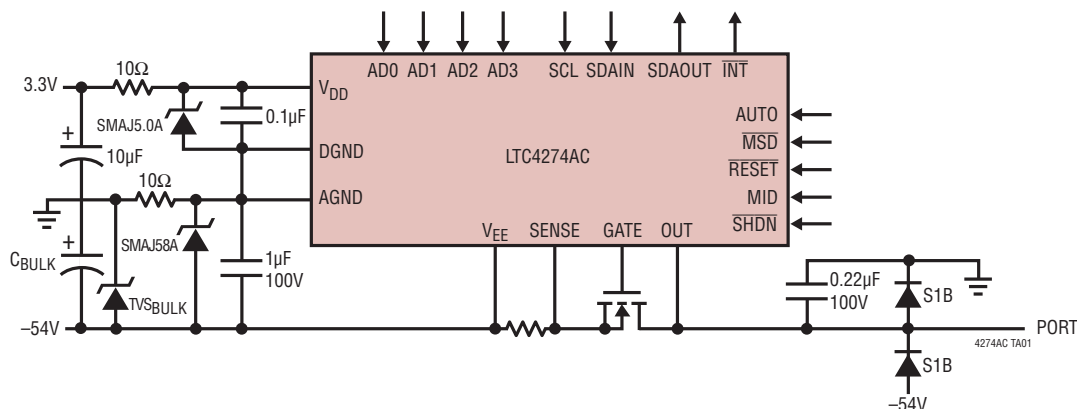 AD0 AD1 AD2 AD3 SCL SDAIN SDAOUT INT
3.3V
10Ω
VDD
SMAJ5.0A
0.1µF
+
10µF
DGND
LTC4274AC
AUTO
MSD
RESET
MID
SHDN
10Ω
AGND
SMAJ58A
VEE SENSE GATE OUT
+
CBULK
1µF
100V
TVSBULK
–54V
0.22µF
100V
S1B
PORT
4274AC TA01
S1B
–54V